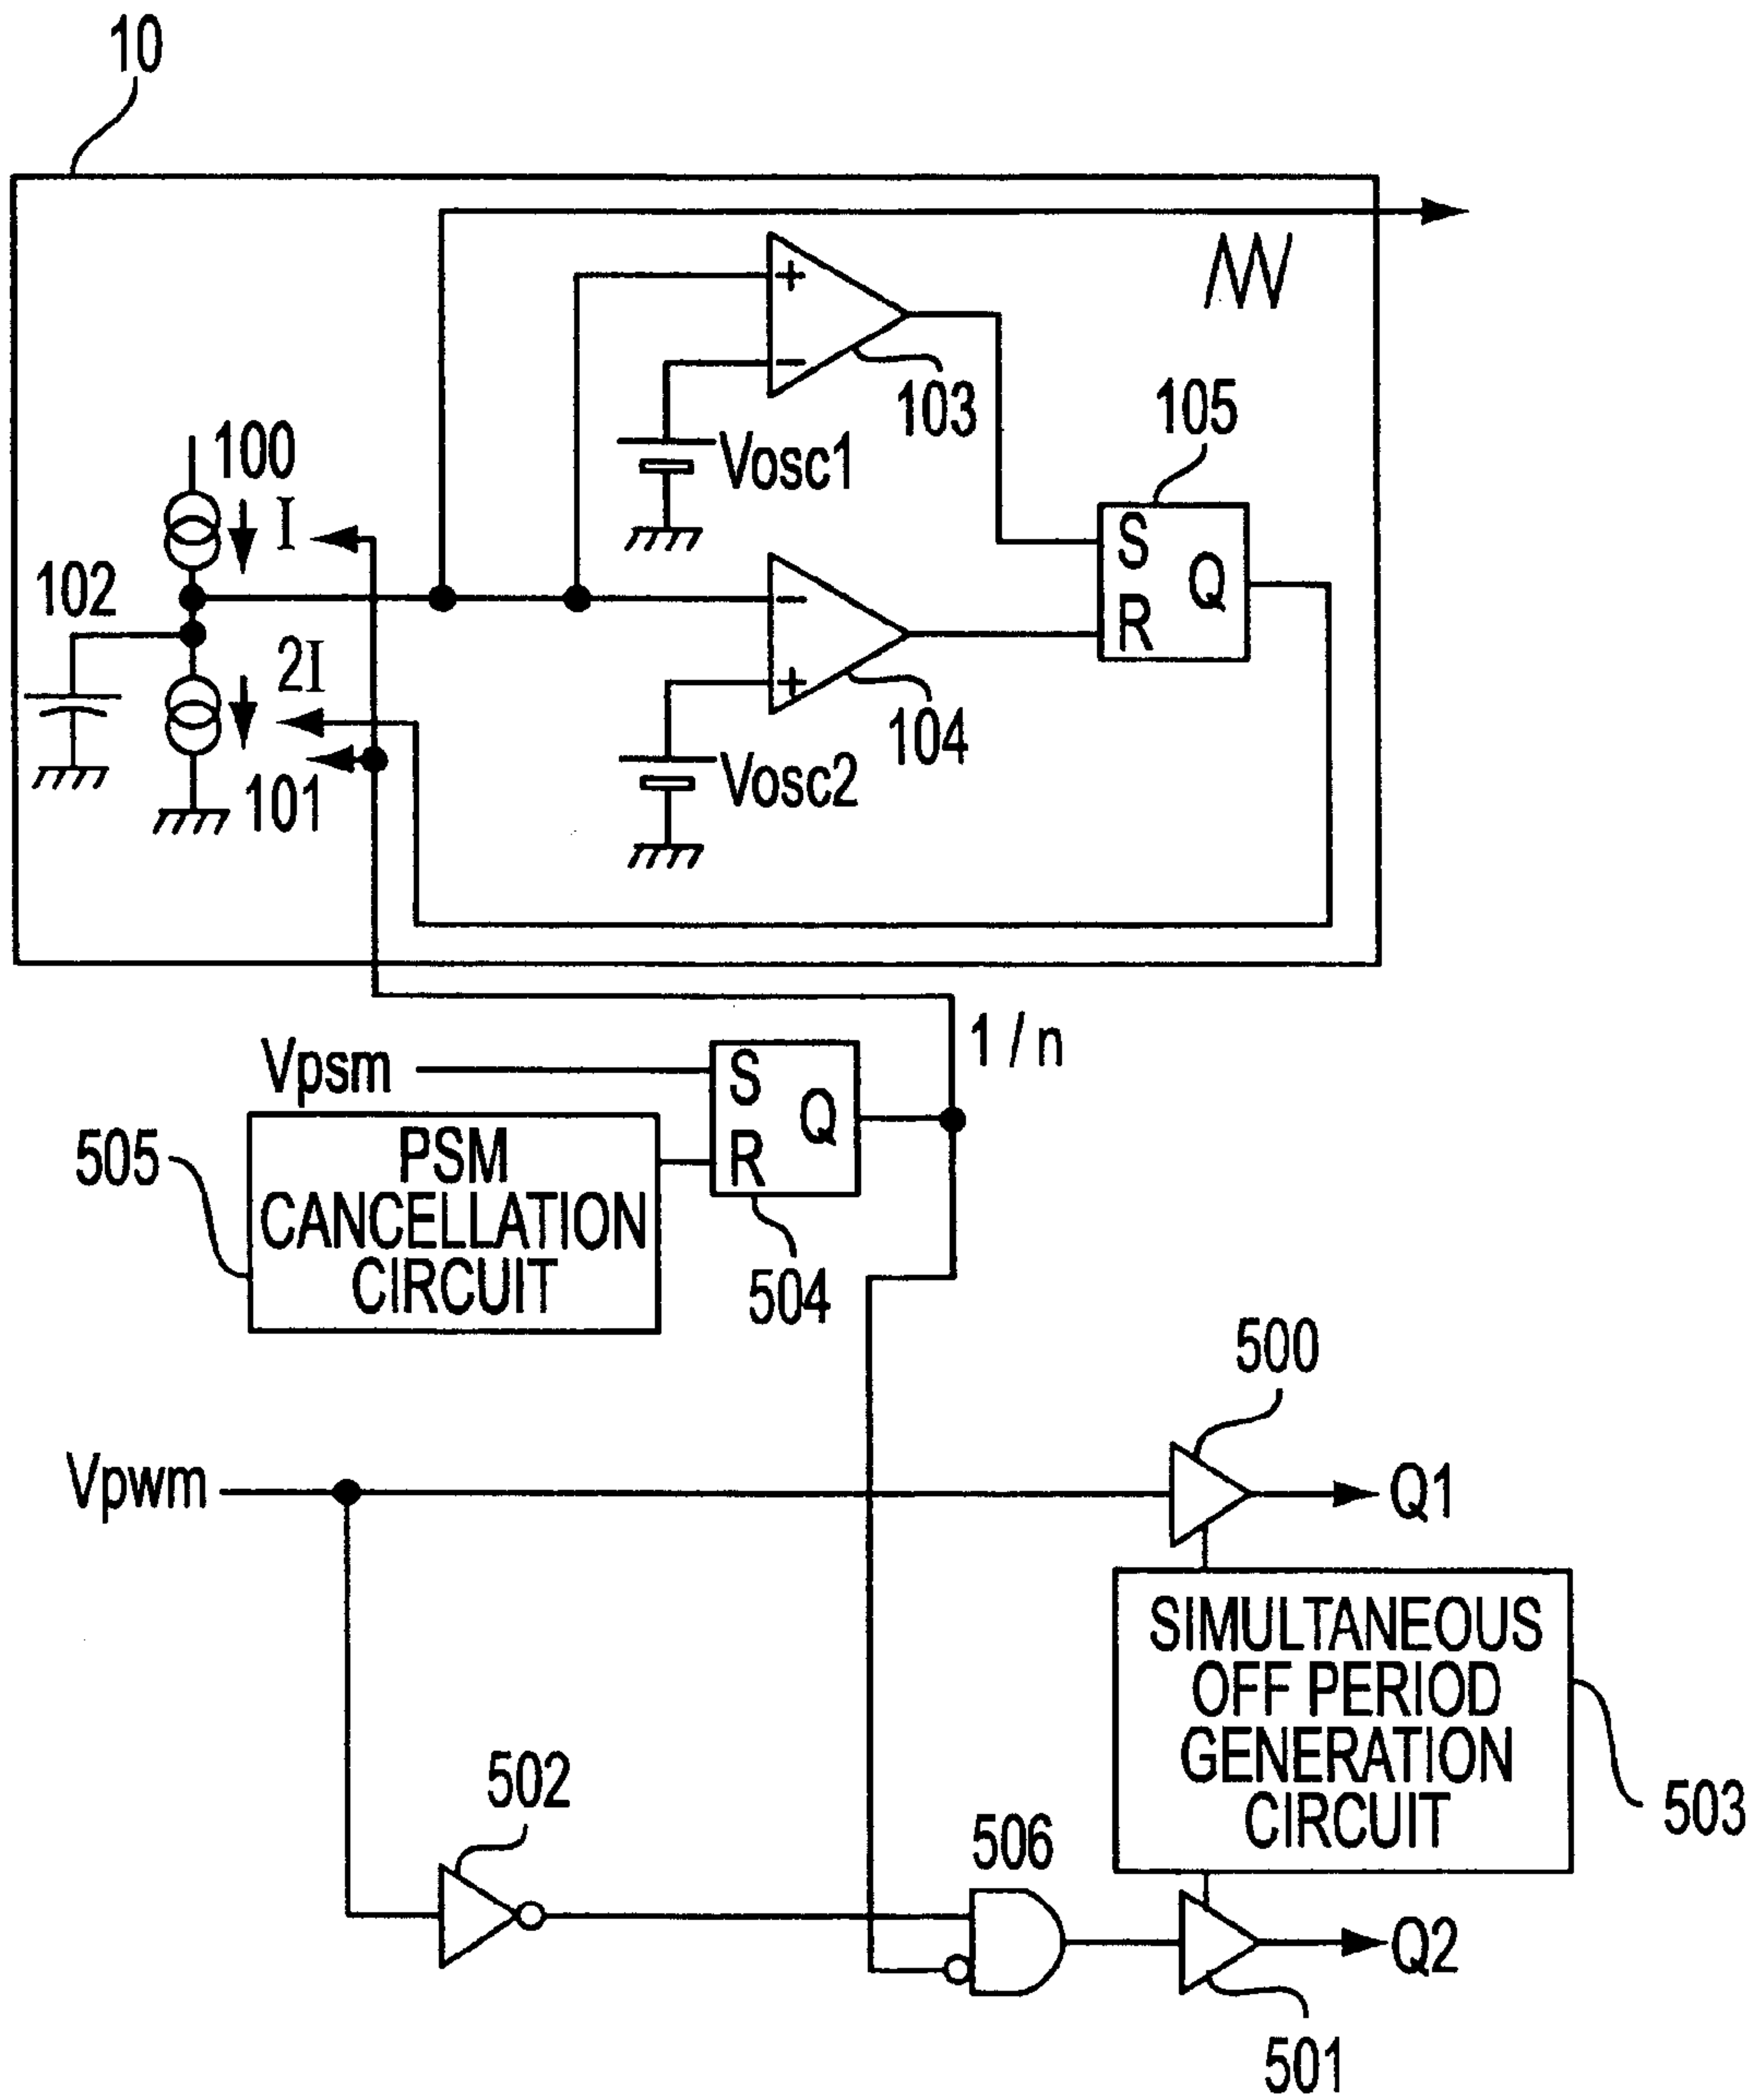 10
+
−
103
Vosc1
105
100
I
S
R
Q
102
2I
−
+
104
101
Vosc2
1 / n
Vpsm
S
R
Q
505
PSM
CANCELLATION
CIRCUIT
504
500
Vpwm
Q1
SIMULTANEOUS
OFF PERIOD
GENERATION
CIRCUIT
503
502
506
Q2
501